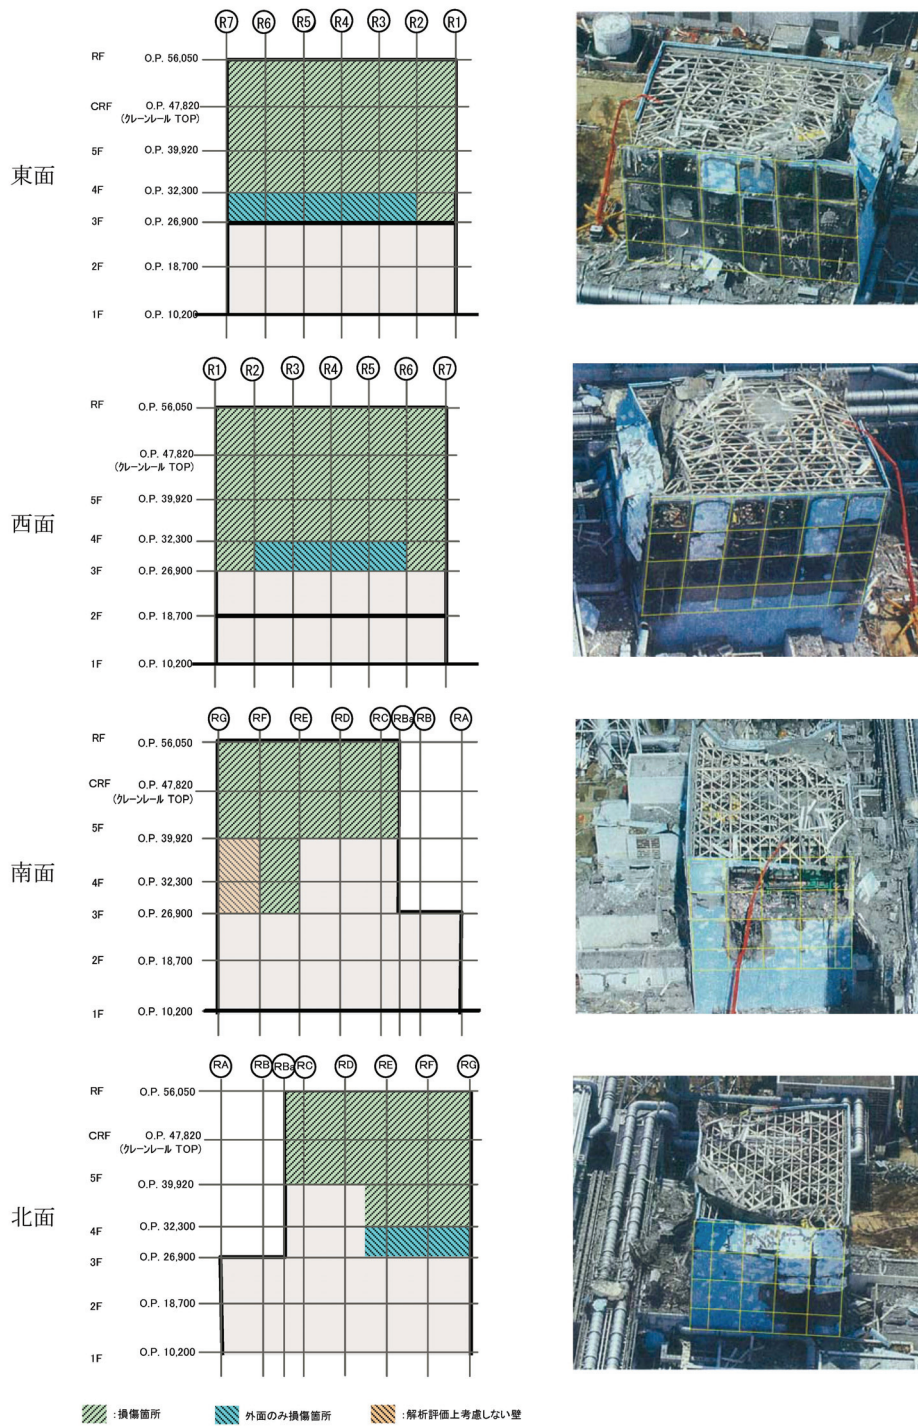 東面
R7 R6 R5 R4 R3 R2 R1
RF O.P. 56,050
CRF O.P. 47,820
(クレーンレール TOP)
5F O.P. 39,920
4F O.P. 32,300
3F O.P. 26,900
2F O.P. 18,700
1F O.P. 10,200
西面
R1 R2 R3 R4 R5 R6 R7
RF O.P. 56,050
O.P. 47,820
(クレーンレール TOP)
5F O.P. 39,920
4F O.P. 32,300
3F O.P. 26,900
2F O.P. 18,700
1F O.P. 10,200
南面
RG RF RE RD RC RBa RB RA
RF O.P. 56,050
CRF O.P. 47,820
(クレーンレール TOP)
5F O.P. 39,920
4F O.P. 32,300
3F O.P. 26,900
2F O.P. 18,700
1F O.P. 10,200
北面
RA RB RBa RC RD RE RF RG
RF O.P. 56,050
CRF O.P. 47,820
(クレーンレール TOP)
5F O.P. 39,920
4F O.P. 32,300
3F O.P. 26,900
2F O.P. 18,700
1F O.P. 10,200
:損傷箇所 外面のみ損傷箇所 :解析評価上考慮しない壁